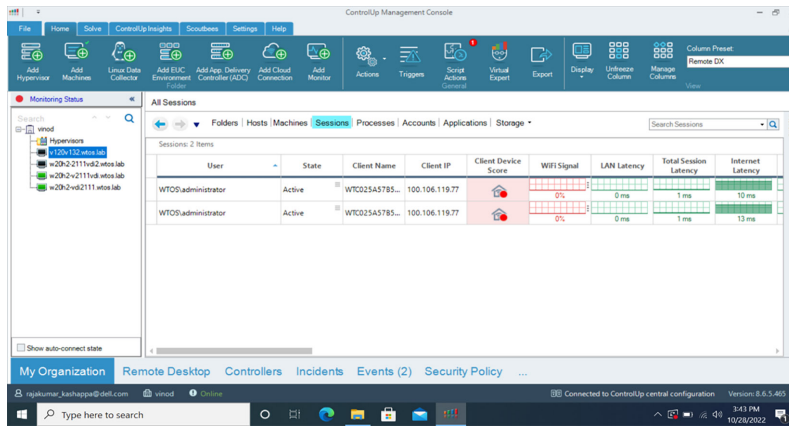 ControlUp Management Console
File Home Solve ControlUp Insights Scoutbees Settings Help
Add Hypervisor
Add Machines
Linux Data Collector
Add EUC Environment
Add App. Delivery Controller (ADC)
Add Cloud Connection
Add Monitor
Folder
Actions
Triggers
Script Actions
General
Virtual Expert
Export
Display
Unfreeze Column
Manage Columns
Column Preset:
Remote DX
View
Monitoring Status «
All Sessions
Search
vinod
Hypervisors
v120v132.wtos.lab
w20h2-2111vdi2.wtos.lab
w20h2-v2111vdi.wtos.lab
w20h2-vdi2111.wtos.lab
Folders Hosts Machines Sessions Processes Accounts Applications Storage
Search Sessions
Sessions: 2 Items
User State Client Name Client IP Client Device Score WiFi Signal LAN Latency Total Session Latency Internet Latency
WTOS\administrator Active WTC025A57B5... 100.106.119.77 0% 0 ms 1 ms 10 ms
WTOS\administrator Active WTC025A57B5... 100.106.119.77 0% 0 ms 1 ms 13 ms
Show auto-connect state
My Organization Remote Desktop Controllers Incidents Events (2) Security Policy ...
rajakumar_kashappa@dell.com vinod Online Connected to ControlUp central configuration Version: 8.6.5.465
Type here to search
3:43 PM
10/28/2022